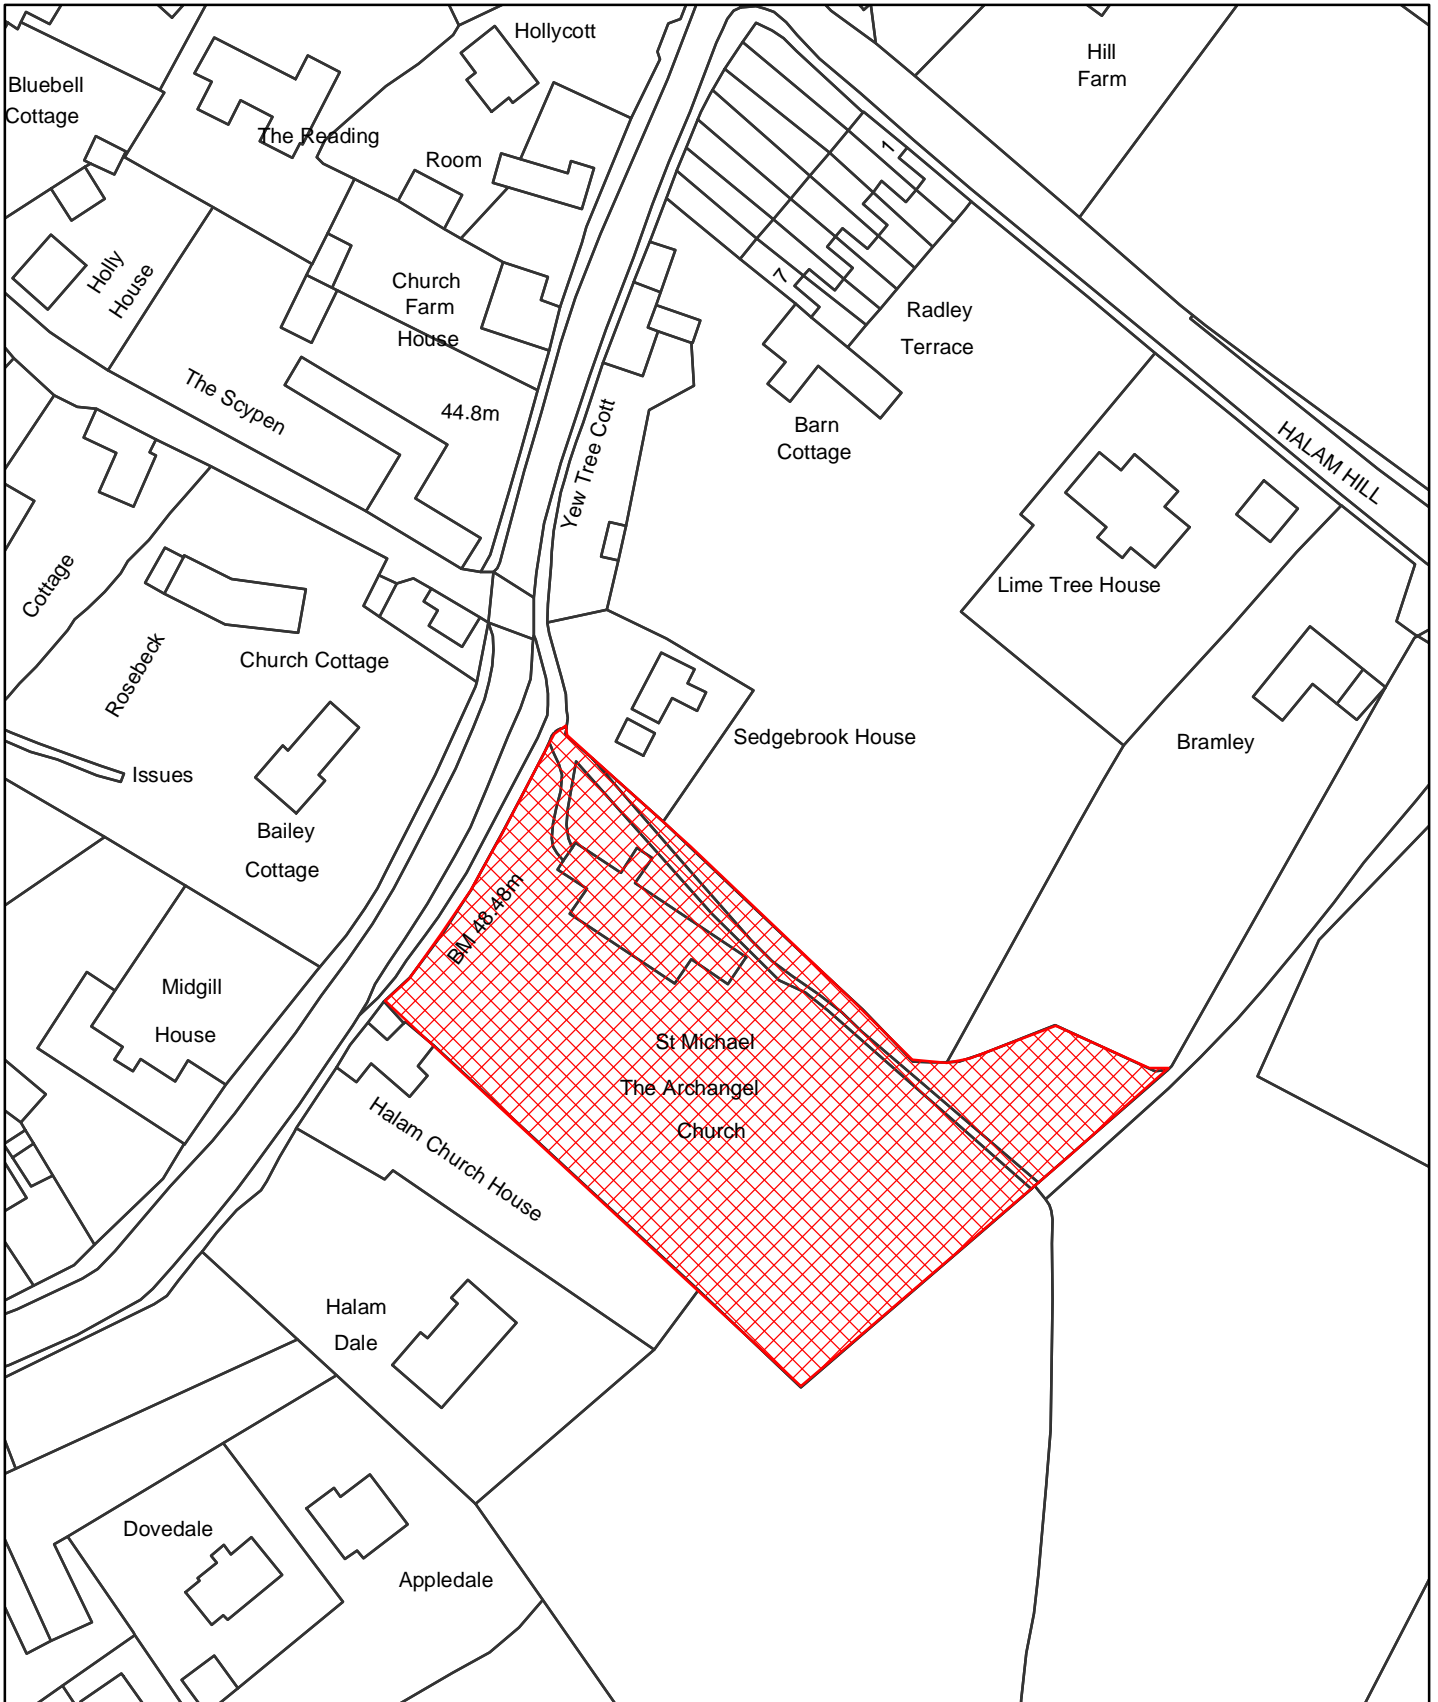 Hollycott
Hill
Farm
Bluebell
Cottage
The Reading
Room
1
Holly
House
Church
Farm
House
7
Radley
Terrace
The Scypen
44.8m
Yew Tree Cott
Barn
Cottage
HALAM HILL
Cottage
Lime Tree House
Rosebeck
Church Cottage
Sedgebrook House
Bramley
Issues
Bailey
Cottage
BM 48.48m
Midgill
House
St Michael
The Archangel
Church
Halam Church House
Halam
Dale
Dovedale
Appledale